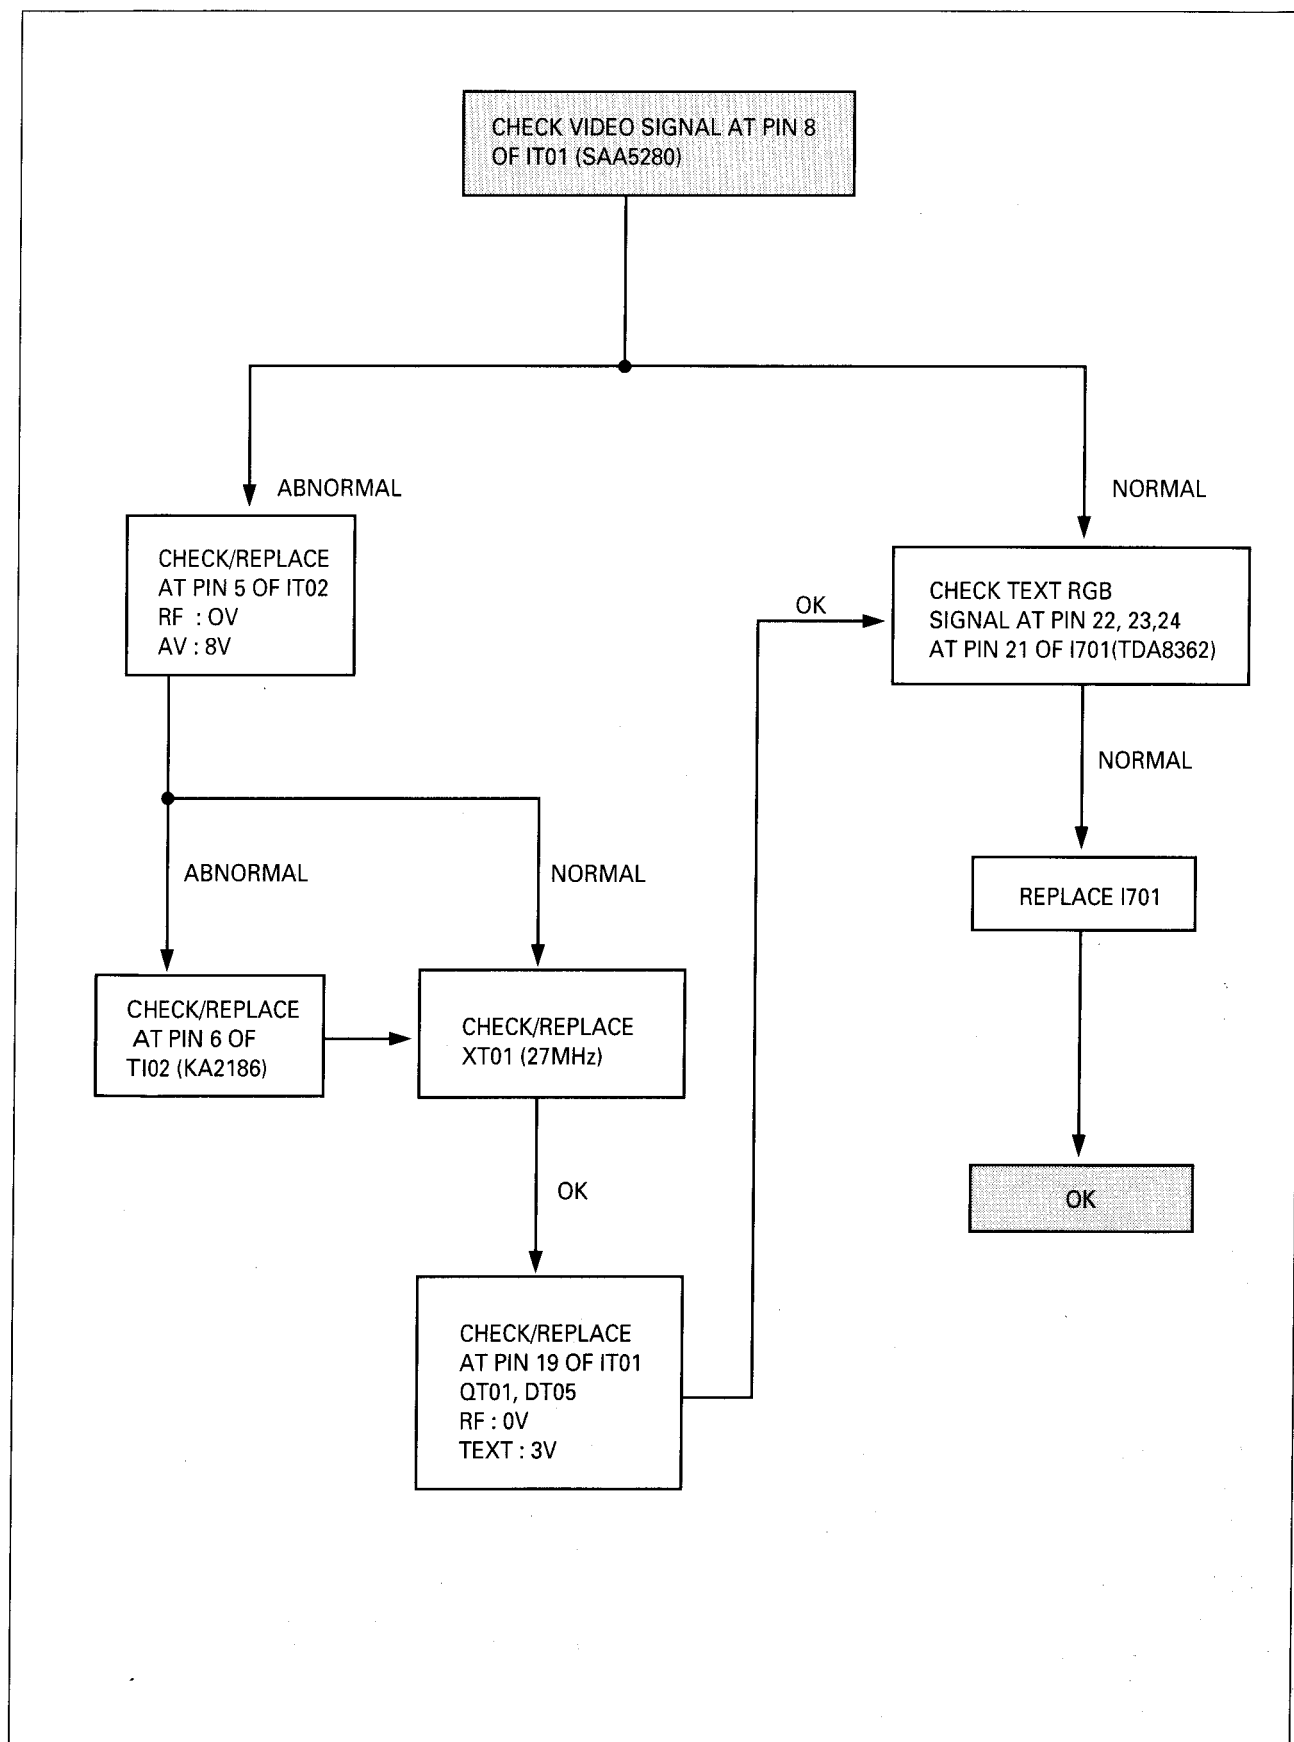 CHECK VIDEO SIGNAL AT PIN 8
OF IT01 (SAA5280)
ABNORMAL
NORMAL
CHECK/REPLACE
AT PIN 5 OF IT02
RF : OV
AV : 8V
OK
CHECK TEXT RGB
SIGNAL AT PIN 22, 23,24
AT PIN 21 OF I701(TDA8362)
NORMAL
ABNORMAL
NORMAL
REPLACE I701
CHECK/REPLACE
AT PIN 6 OF
TI02 (KA2186)
CHECK/REPLACE
XT01 (27MHz)
OK
OK
CHECK/REPLACE
AT PIN 19 OF IT01
QT01, DT05
RF : 0V
TEXT : 3V